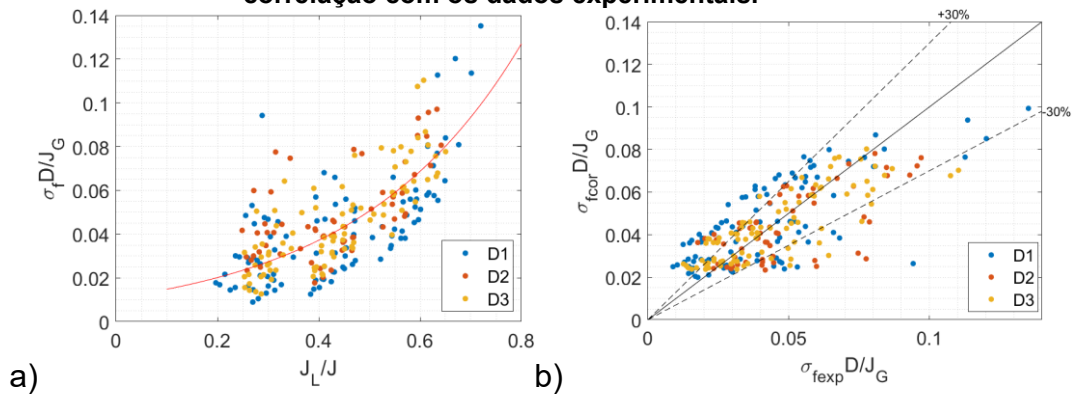 correlação com os dados experimentais.
0.14
0.12
0.1
0.08
0.06
0.04
0.02
0
0 0.2 0.4 0.6 0.8
σfD/JG
JL/J
D1
D2
D3
a)
+30%
-30%
0.14
0.12
0.1
0.08
0.06
0.04
0.02
0
0 0.05 0.1
σfcorD/JG
σfexpD/JG
D1
D2
D3
b)